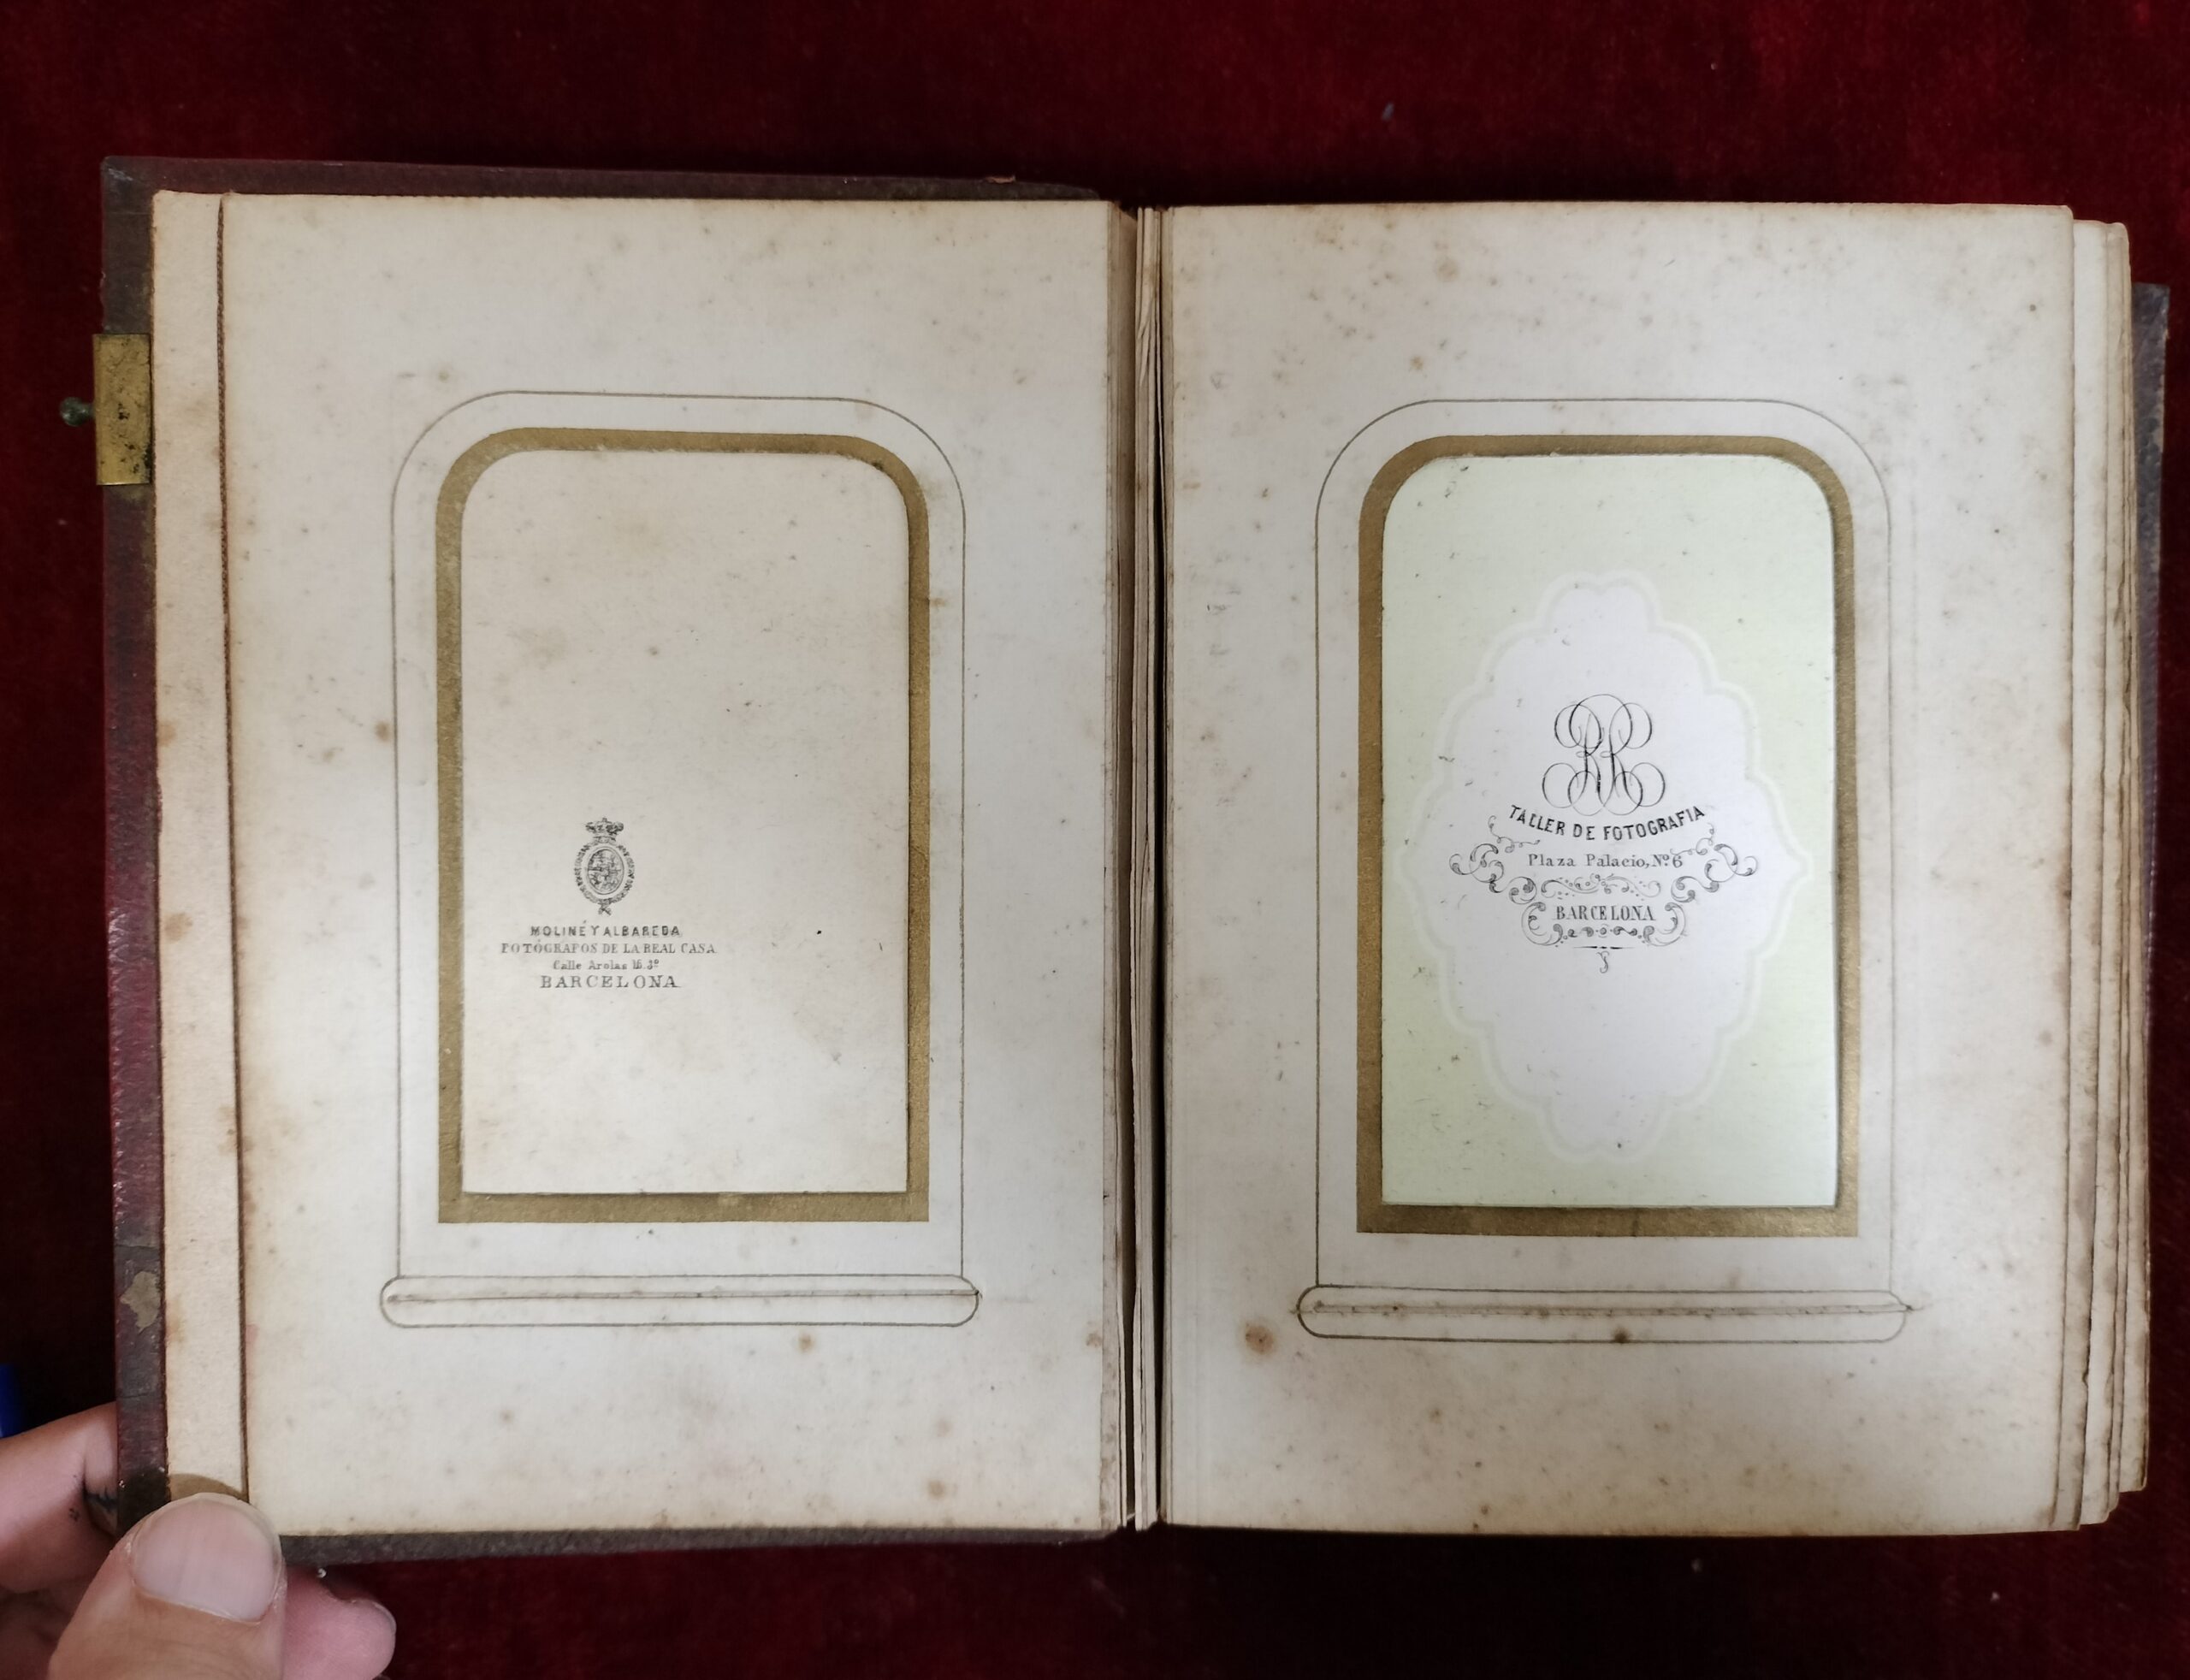 MOLINÉ Y ALBAREDA
FOTÓGRAFOS DE LA REAL CASA
Calle Arolas 16. 3º
BARCELONA
RR
TALLER DE FOTOGRAFIA
Plaza Palacio, Nº 6
BARCELONA